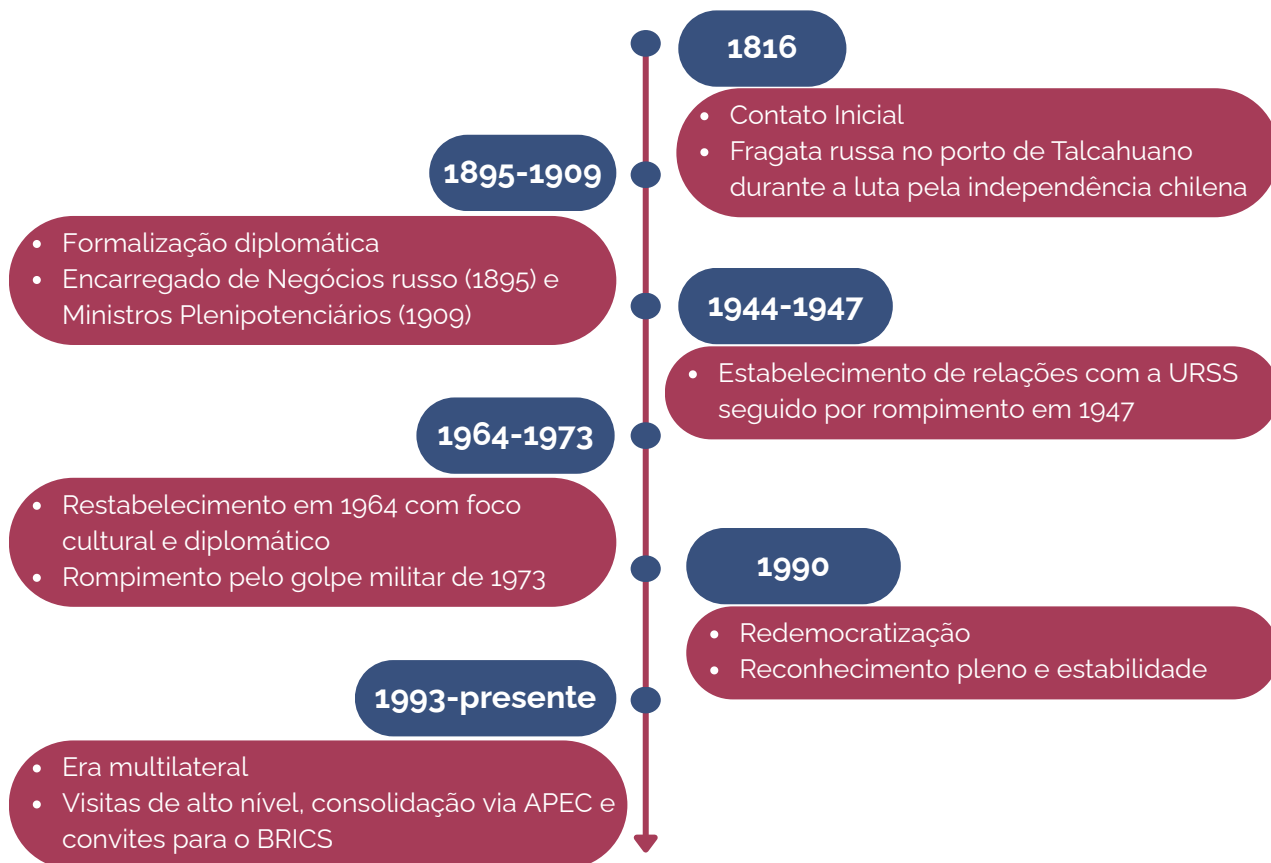 1816
• Contato Inicial
• Fragata russa no porto de Talcahuano
durante a luta pela independência chilena
1895-1909
• Formalização diplomática
• Encarregado de Negócios russo (1895) e
Ministros Plenipotenciários (1909)
1944-1947
• Estabelecimento de relações com a URSS
seguido por rompimento em 1947
1964-1973
• Restabelecimento em 1964 com foco
cultural e diplomático
• Rompimento pelo golpe militar de 1973
1990
• Redemocratização
• Reconhecimento pleno e estabilidade
1993-presente
• Era multilateral
• Visitas de alto nível, consolidação via APEC e
convites para o BRICS